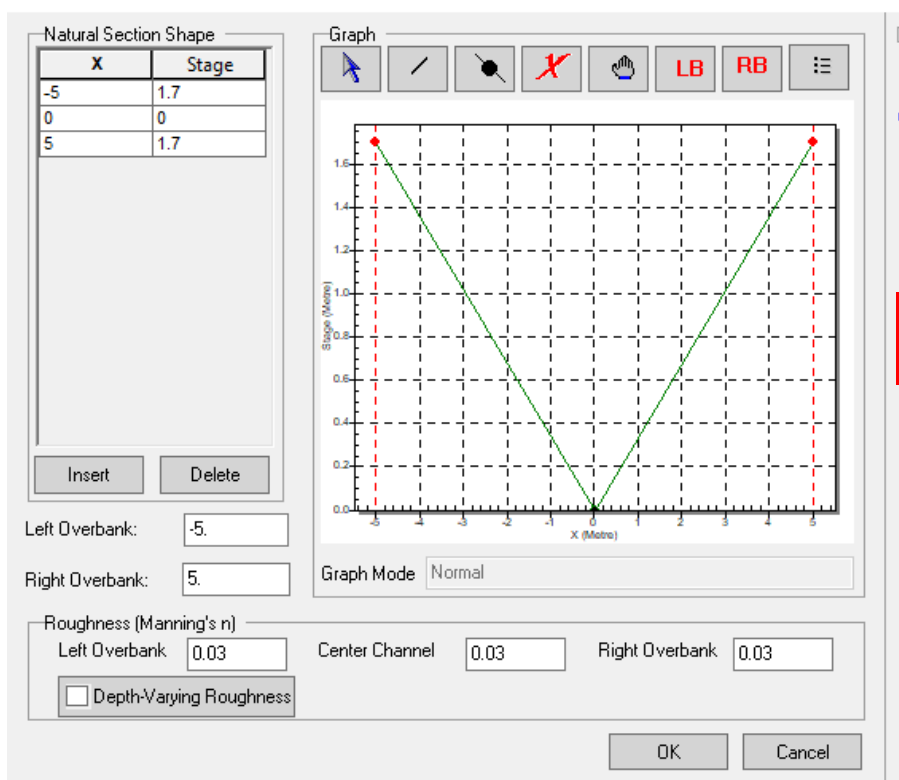 Natural Section Shape
X Stage
-5 1.7
0 0
5 1.7
Insert Delete
Left Overbank: -5.
Right Overbank: 5.
Graph
LB RB
1.6
1.4
1.2
1.0
0.8
0.6
0.4
0.2
0.0
Stage (Metre)
-5 -4 -3 -2 -1 0 1 2 3 4 5
X (Metre)
Graph Mode Normal
Roughness (Manning's n)
Left Overbank 0.03 Center Channel 0.03 Right Overbank 0.03
Depth-Varying Roughness
OK Cancel